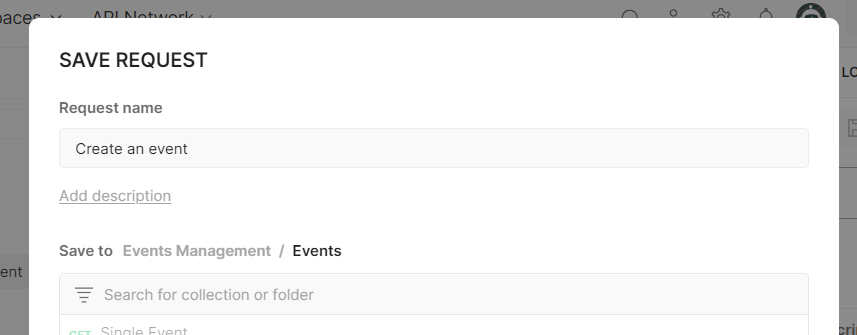 paces API Network
SAVE REQUEST
LO
Request name
Create an event
Add description
Save to Events Management / Events
ent
Search for collection or folder
GET Single Event